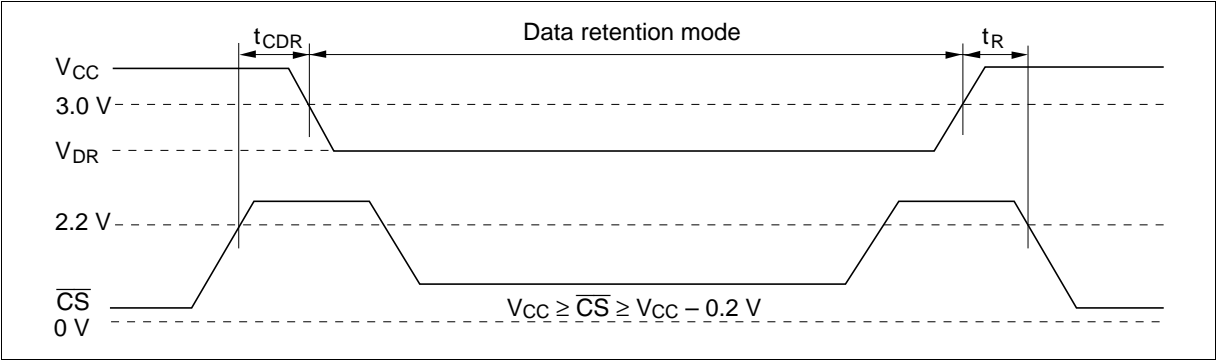 tCDR Data retention mode tR
VCC
3.0 V
VDR
2.2 V
CS
VCC ≥ CS ≥ VCC – 0.2 V
0 V